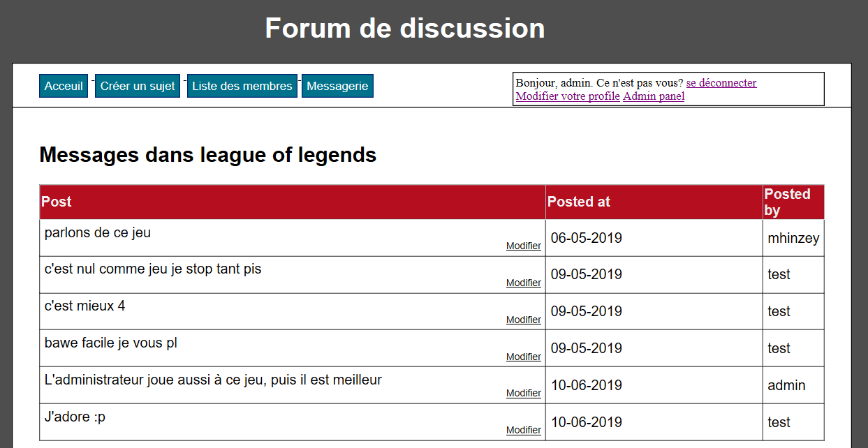 Forum de discussion
Accueil - Créer un sujet - Liste des membres - Messagerie
Bonjour, admin. Ce n'est pas vous? se déconnecter
Modifier votre profile Admin panel
Messages dans league of legends
Post Posted at Posted by
parlons de ce jeu Modifier 06-05-2019 mhinzey
c'est nul comme jeu je stop tant pis Modifier 09-05-2019 test
c'est mieux 4 Modifier 09-05-2019 test
bawe facile je vous pl Modifier 09-05-2019 test
L'administrateur joue aussi à ce jeu, puis il est meilleur Modifier 10-06-2019 admin
J'adore :p Modifier 10-06-2019 test